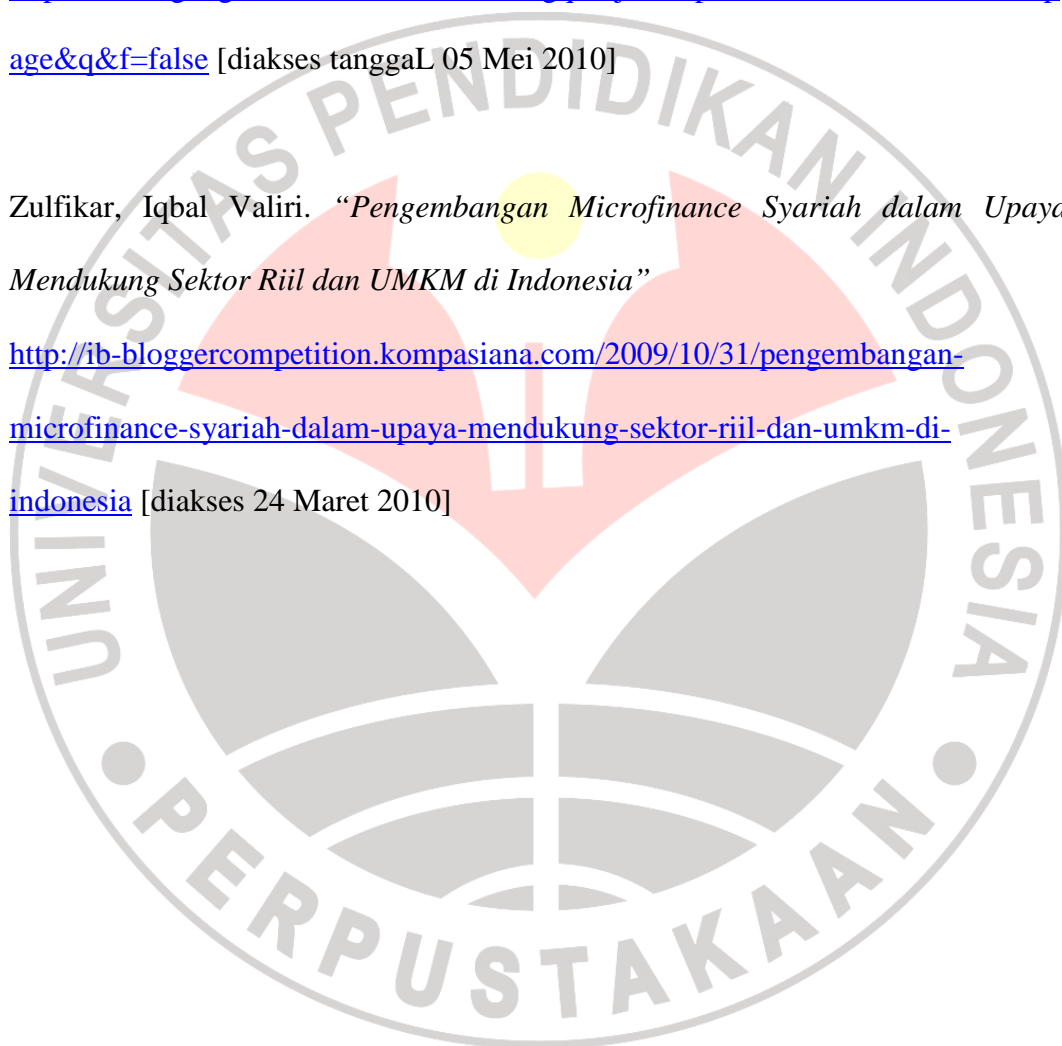 age&q&f=false [diakses tanggaL 05 Mei 2010]
Zulfikar, Iqbal Valiri. “Pengembangan Microfinance Syariah dalam Upaya
Mendukung Sektor Riil dan UMKM di Indonesia”
http://ib-bloggercompetition.kompasiana.com/2009/10/31/pengembangan-
microfinance-syariah-dalam-upaya-mendukung-sektor-riil-dan-umkm-di-
indonesia [diakses 24 Maret 2010]
UNIVERSITAS PENDIDIKAN INDONESIA
PERPUSTAKAAN